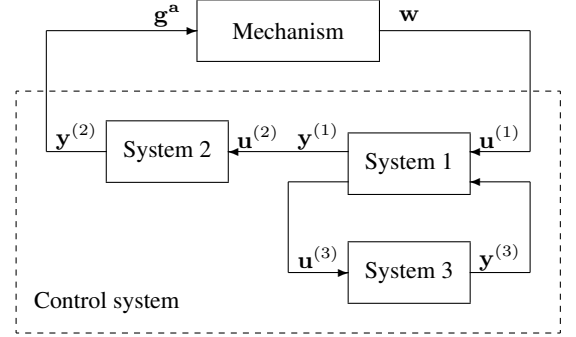 g^a Mechanism w
y^(2) System 2 u^(2) y^(1) System 1 u^(1)
u^(3) System 3 y^(3)
Control system